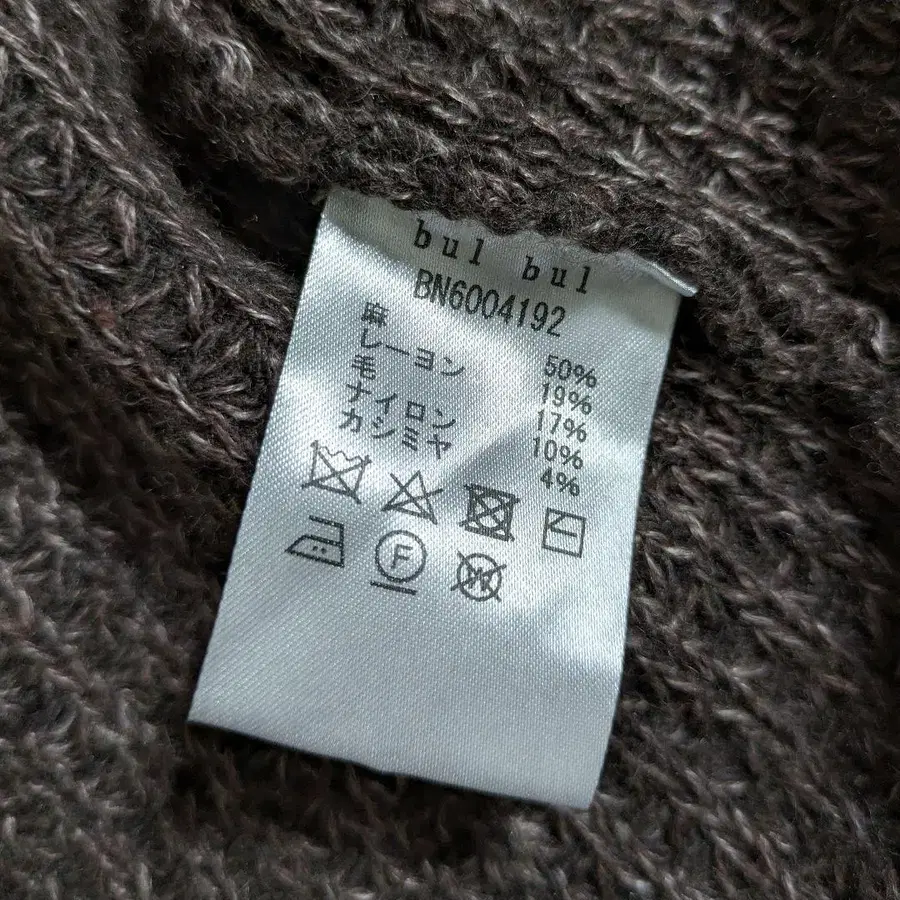 bul bul
BN6004192
麻 50%
レーヨン 19%
毛 17%
ナイロン 10%
カシミヤ 4%
F
W